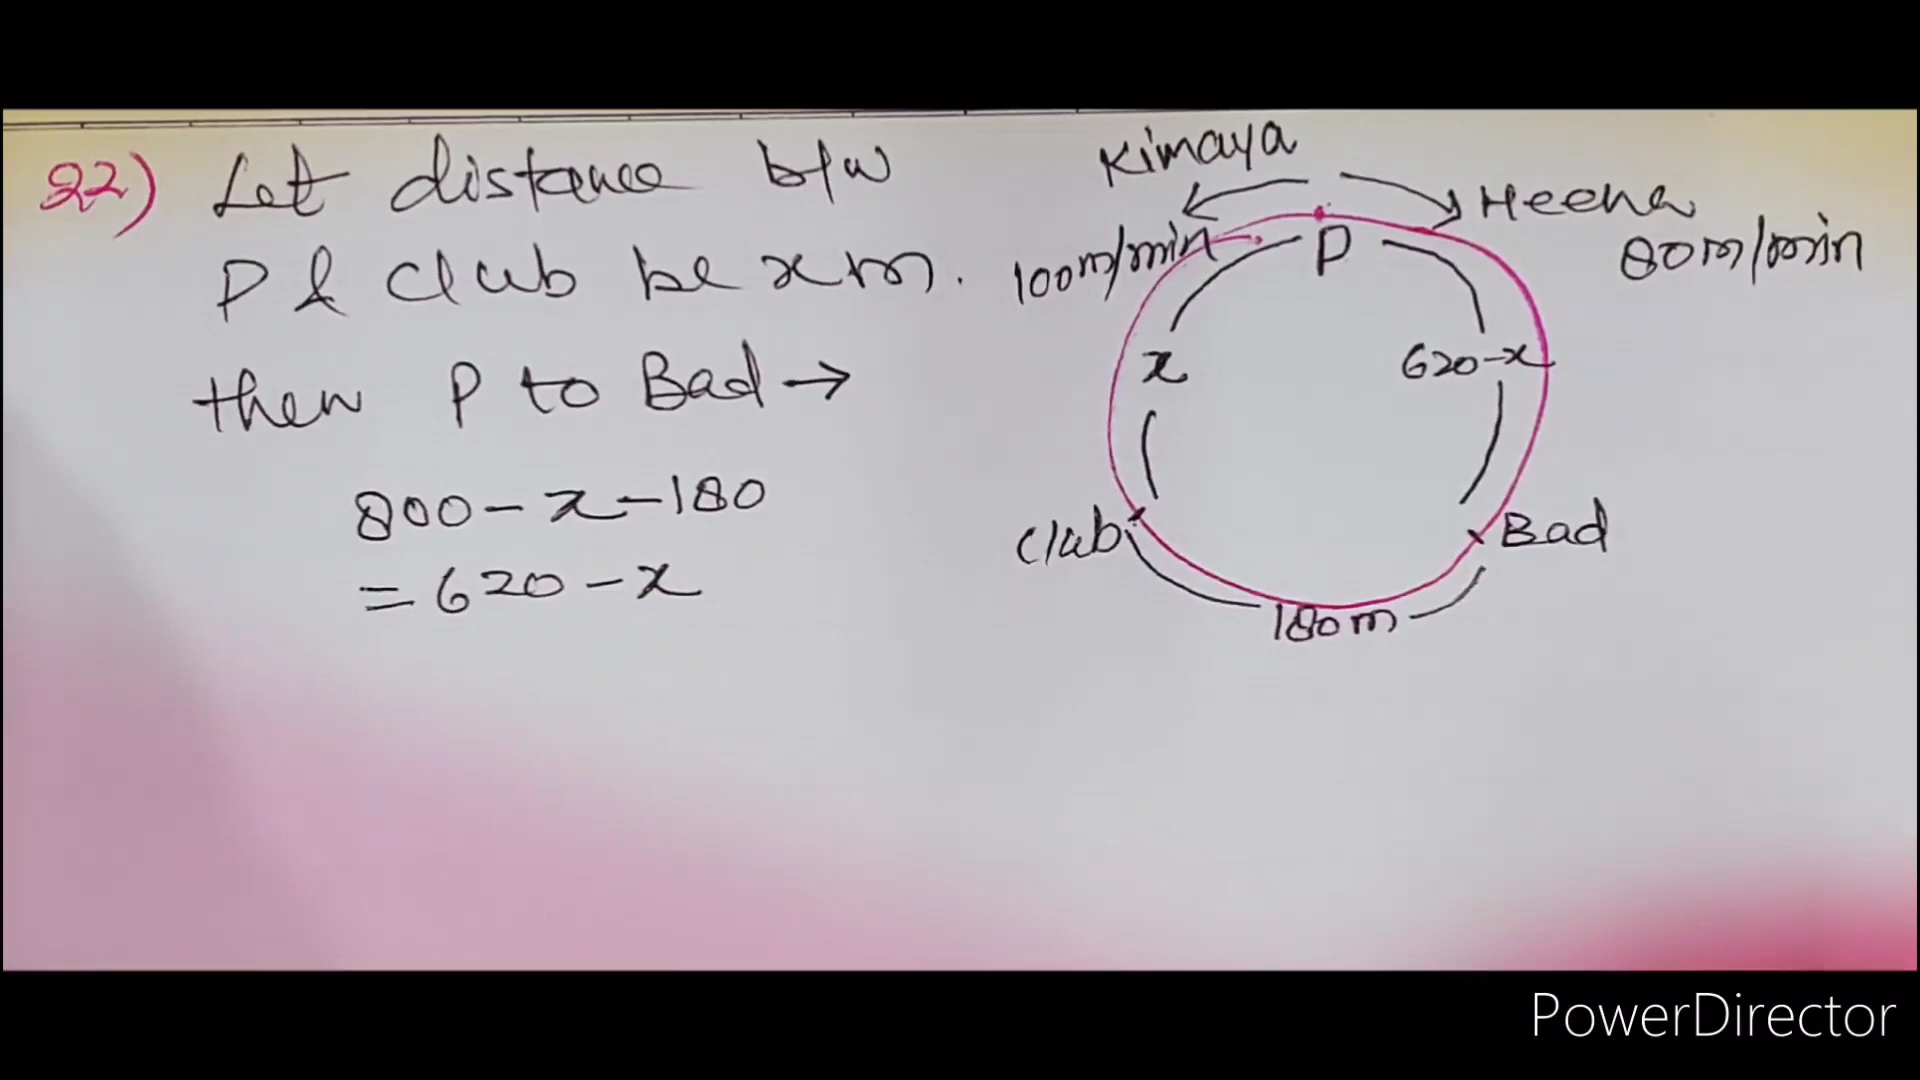 22) Let distance b/w
P & club be x m.
then P to Bad →
800 - x - 180
= 620 - x
Kimaya
Heena
100m/min
P
80m/min
x
620-x
Club
Bad
180m
PowerDirector